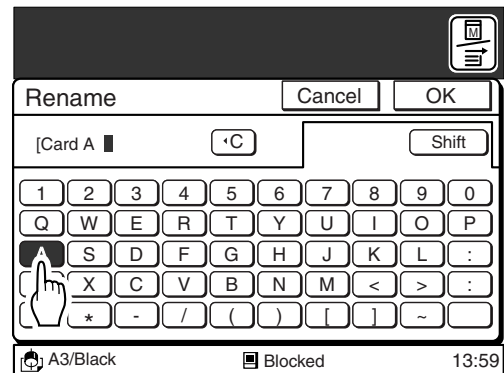 M
Rename Cancel OK
[Card A C Shift
1 2 3 4 5 6 7 8 9 0
Q W E R T Y U I O P
S D F G H J K L :
X C V B N M < > :
* - / ( ) [ ] ~
A3/Black Blocked 13:59